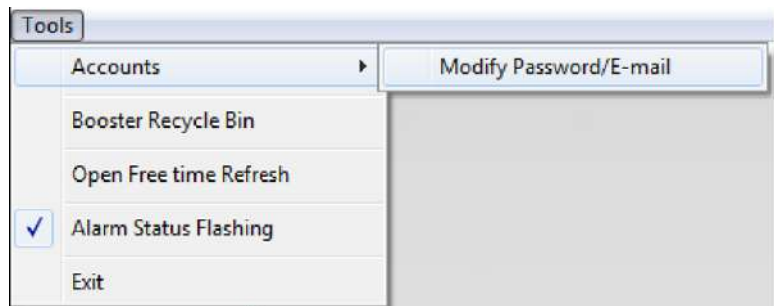 Tools
Accounts
Modify Password/E-mail
Booster Recycle Bin
Open Free time Refresh
Alarm Status Flashing
Exit